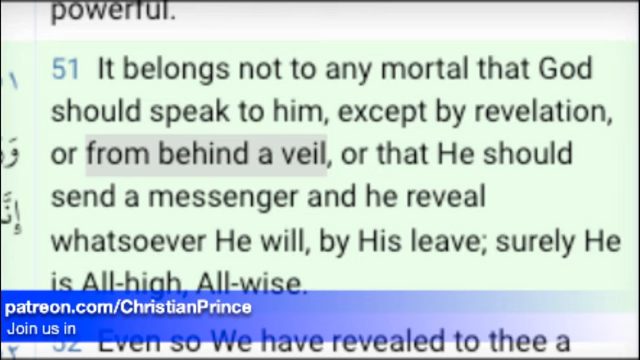 powerful.
51 It belongs not to any mortal that God
should speak to him, except by revelation,
or from behind a veil, or that He should
send a messenger and he reveal
whatsoever He will, by His leave; surely He
is All-high, All-wise.
patreon.com/ChristianPrince
Join us in
52 Even so We have revealed to thee a